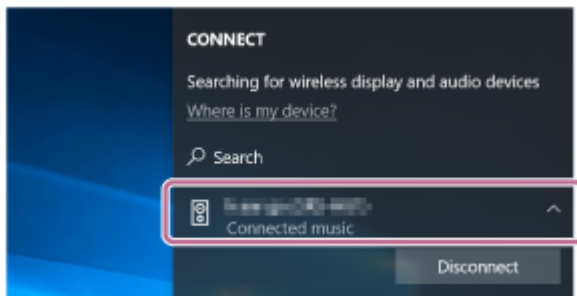 CONNECT
Searching for wireless display and audio devices
Where is my device?
Search
Connected music
Disconnect